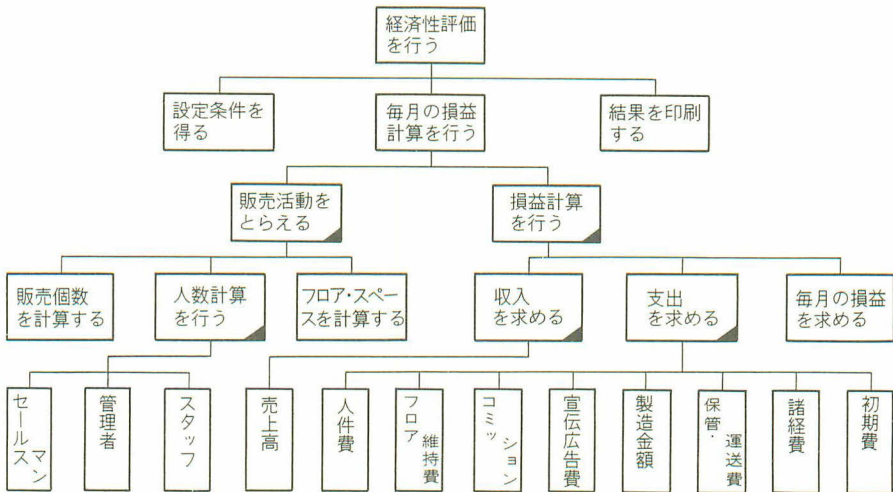 経済性評価
を行う
設定条件を
得る
毎月の損益
計算を行う
結果を印刷
する
販売活動を
とらえる
損益計算
を行う
販売個数
を計算する
人数計算
を行う
フロア・スペー
スを計算する
収入
を求める
支出
を求める
毎月の損益
を求める
セールス
マン
管理者
スタッフ
売上高
人件費
フロア
維持費
コミッ
ション
宣伝広告費
製造金額
保管・
運送費
諸経費
初期費